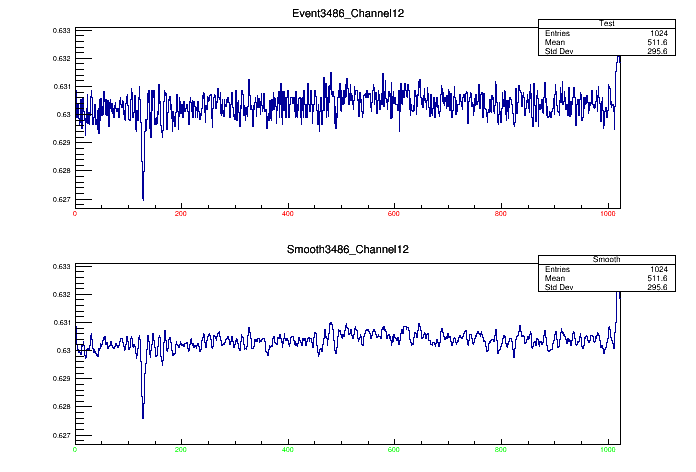 Event3486_Channel12
Test
Entries 1024
Mean 511.6
Std Dev 295.6
0.633
0.632
0.631
0.63
0.629
0.628
0.627
0 200 400 600 800 1000
Smooth3486_Channel12
Smooth
Entries 1024
Mean 511.6
Std Dev 295.6
0.633
0.632
0.631
0.63
0.629
0.628
0.627
0 200 400 600 800 1000